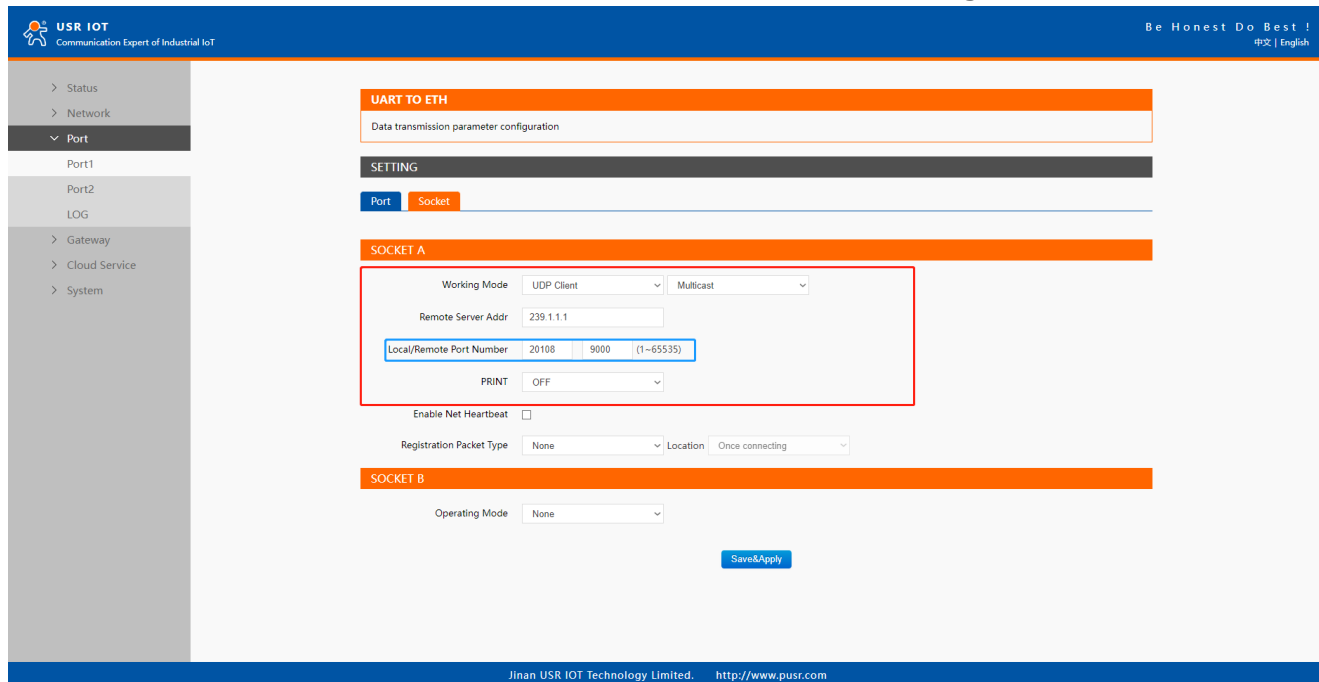 USR IOT
Communication Expert of Industrial IoT
Be Honest Do Best !
中文 | English
Status
Network
Port
Port1
Port2
LOG
Gateway
Cloud Service
System
UART TO ETH
Data transmission parameter configuration
SETTING
Port Socket
SOCKET A
Working Mode UDP Client Multicast
Remote Server Addr 239.1.1.1
Local/Remote Port Number 20108 9000 (1~65535)
PRINT OFF
Enable Net Heartbeat
Registration Packet Type None Location Once connecting
SOCKET B
Operating Mode None
Save&Apply
Jinan USR IOT Technology Limited. http://www.pusr.com